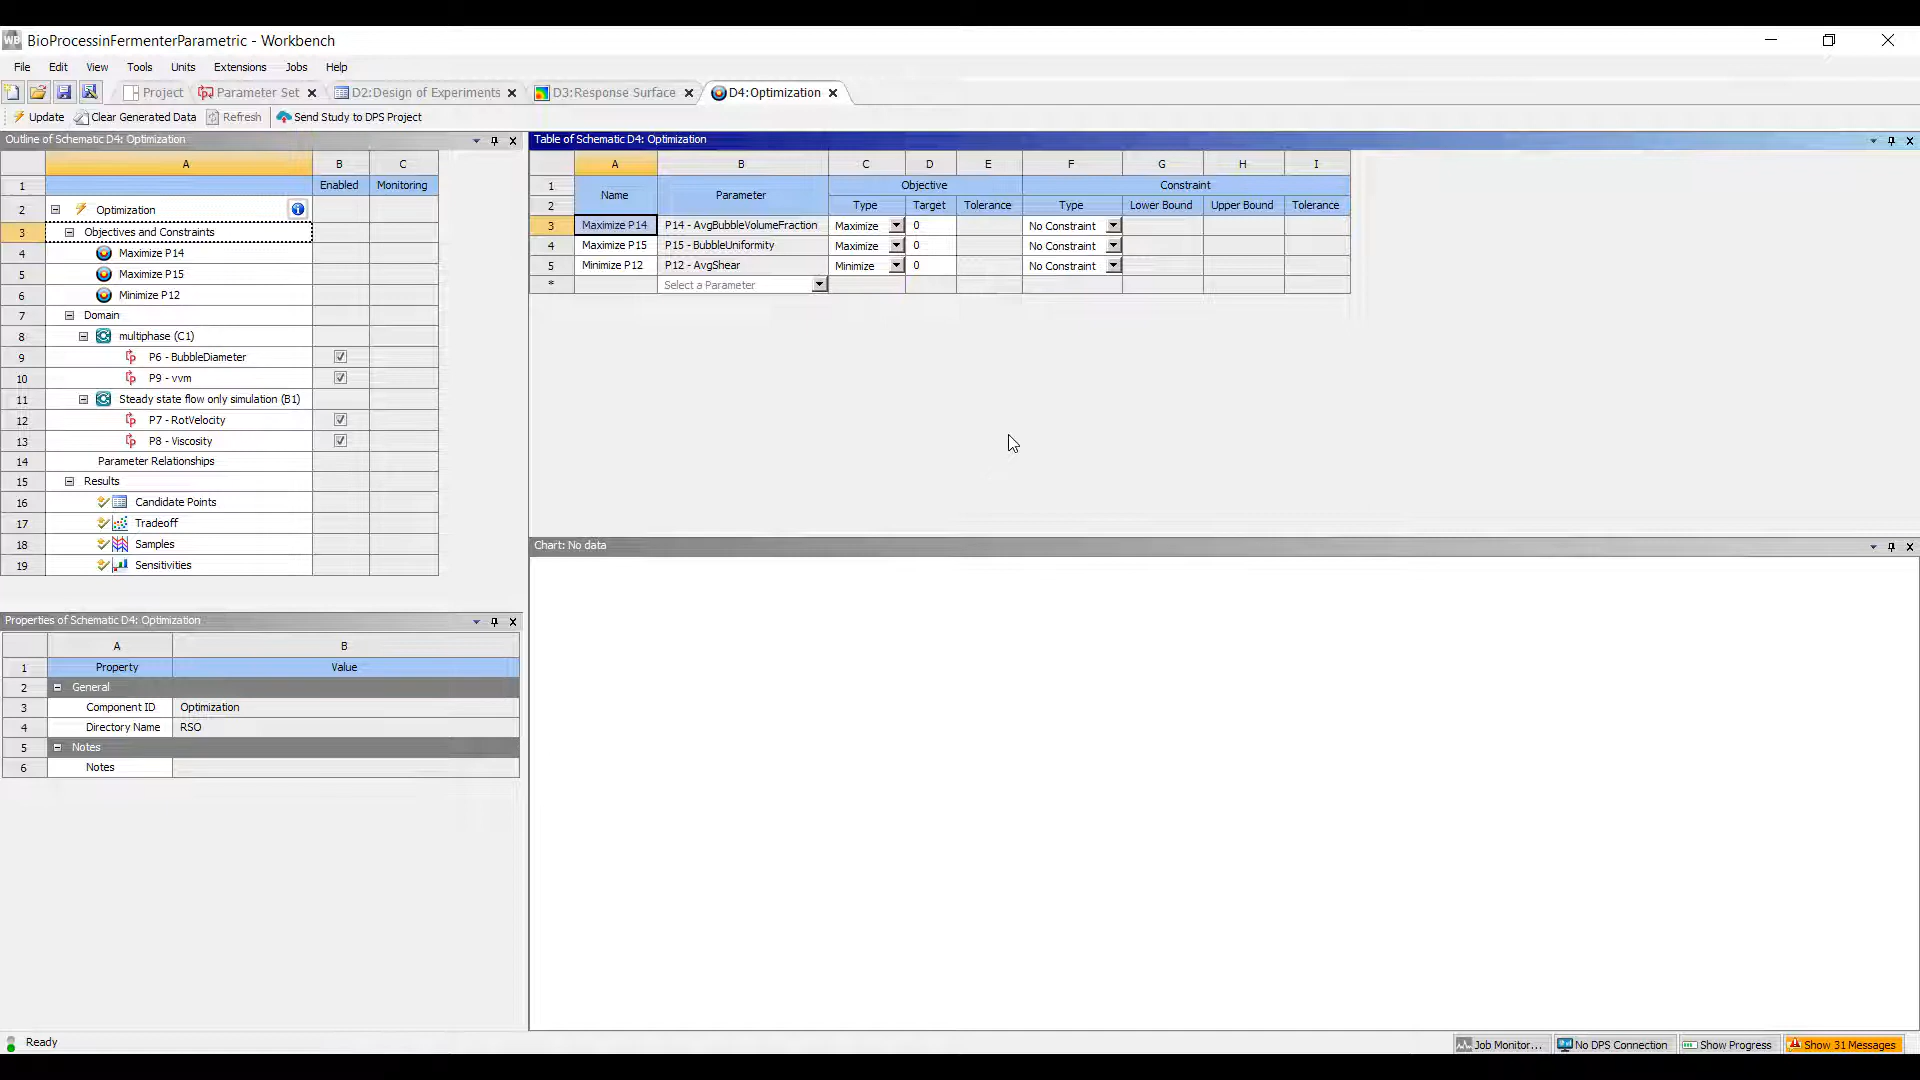 WB BioProcessinFermenterParametric - Workbench
File Edit View Tools Units Extensions Jobs Help
Project Parameter Set D2:Design of Experiments D3:Response Surface D4:Optimization
Update Clear Generated Data Refresh Send Study to DPS Project
Outline of Schematic D4: Optimization
A B C
1 Enabled Monitoring
2 Optimization
3 Objectives and Constraints
4 Maximize P14
5 Maximize P15
6 Minimize P12
7 Domain
8 multiphase (C1)
9 P6 - BubbleDiameter
10 P9 - vvm
11 Steady state flow only simulation (B1)
12 P7 - RotVelocity
13 P8 - Viscosity
14 Parameter Relationships
15 Results
16 Candidate Points
17 Tradeoff
18 Samples
19 Sensitivities
Properties of Schematic D4: Optimization
A B
1 Property Value
2 General
3 Component ID Optimization
4 Directory Name RSO
5 Notes
6 Notes
Table of Schematic D4: Optimization
A B C D E F G H I
1 Name Parameter Objective Constraint
2 Type Target Tolerance Type Lower Bound Upper Bound Tolerance
3 Maximize P14 P14 - AvgBubbleVolumeFraction Maximize 0 No Constraint
4 Maximize P15 P15 - BubbleUniformity Maximize 0 No Constraint
5 Minimize P12 P12 - AvgShear Minimize 0 No Constraint
* Select a Parameter
Chart: No data
Ready Job Monitor... No DPS Connection Show Progress Show 31 Messages